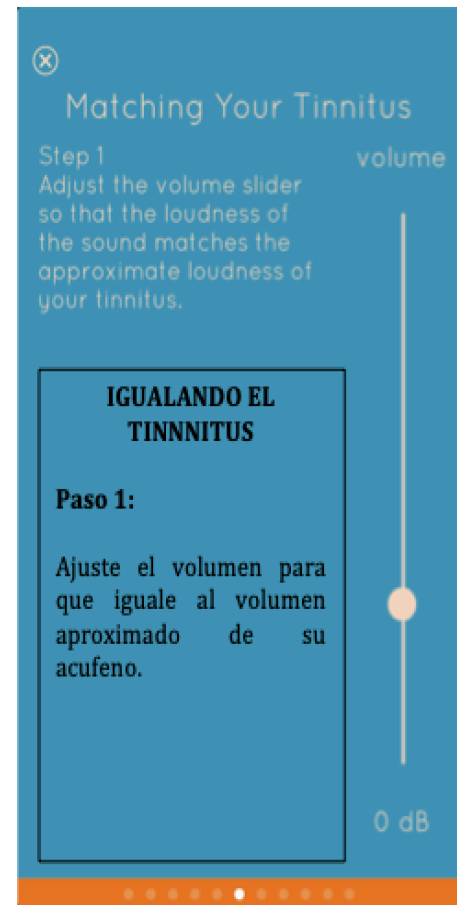 Matching Your Tinnitus
Step 1
Adjust the volume slider
so that the loudness of
the sound matches the
approximate loudness of
your tinnitus.
volume
IGUALANDO EL
TINNNITUS
Paso 1:
Ajuste el volumen para
que iguale al volumen
aproximado de su
acufeno.
0 dB